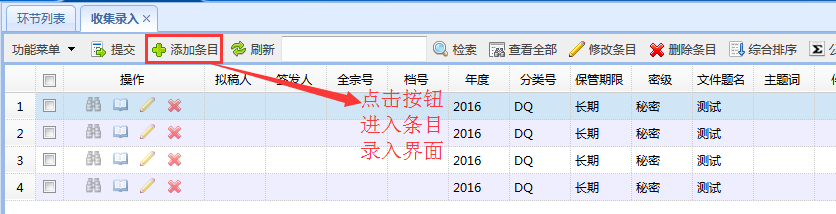 环节列表 收集录入
功能菜单 提交 添加条目 刷新 检索 查看全部 修改条目 删除条目 综合排序
操作 拟稿人 签发人 全宗号 档号 年度 分类号 保管期限 密级 文件题名 主题词
1 2016 DQ 长期 秘密 测试
2 2016 DQ 长期 秘密 测试
3 2016 DQ 长期 秘密 测试
4 2016 DQ 长期 秘密 测试
点击按钮
进入条目
录入界面